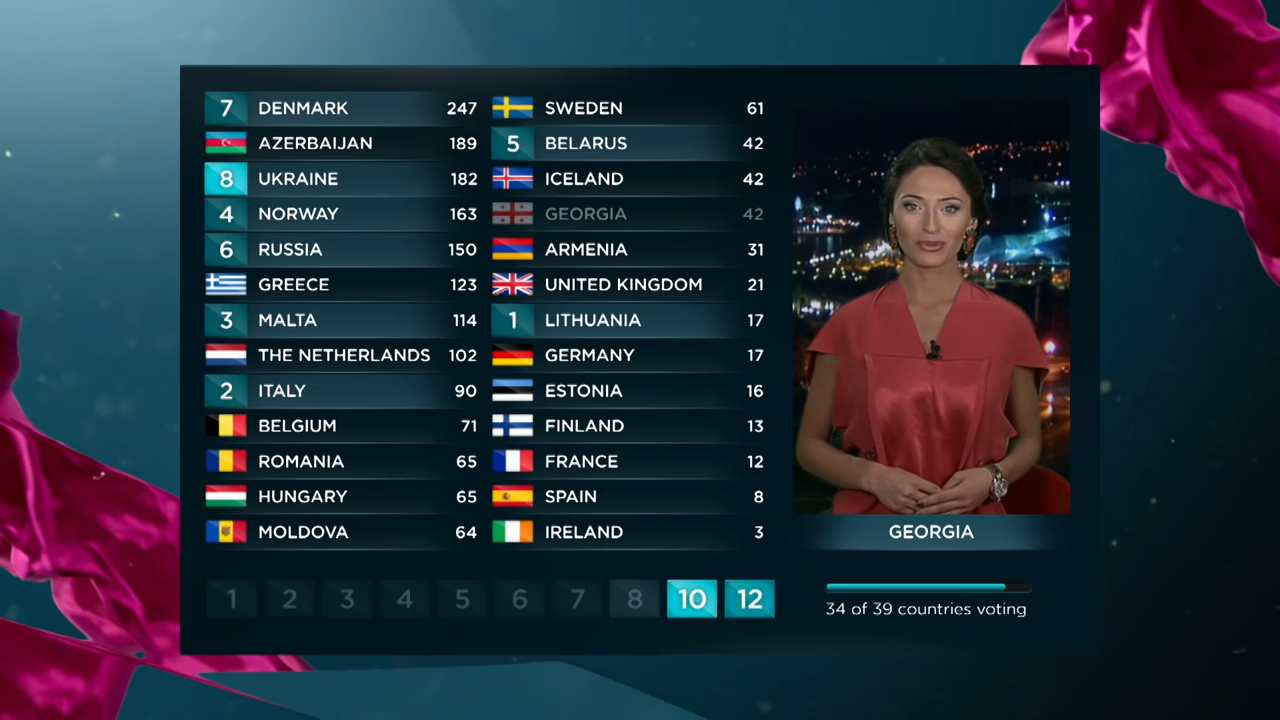 7 DENMARK 247
AZERBAIJAN 189
8 UKRAINE 182
4 NORWAY 163
6 RUSSIA 150
GREECE 123
3 MALTA 114
THE NETHERLANDS 102
2 ITALY 90
BELGIUM 71
ROMANIA 65
HUNGARY 65
MOLDOVA 64
SWEDEN 61
5 BELARUS 42
ICELAND 42
GEORGIA 42
ARMENIA 31
UNITED KINGDOM 21
1 LITHUANIA 17
GERMANY 17
ESTONIA 16
FINLAND 13
FRANCE 12
SPAIN 8
IRELAND 3
GEORGIA
1 2 3 4 5 6 7 8 10 12
34 of 39 countries voting